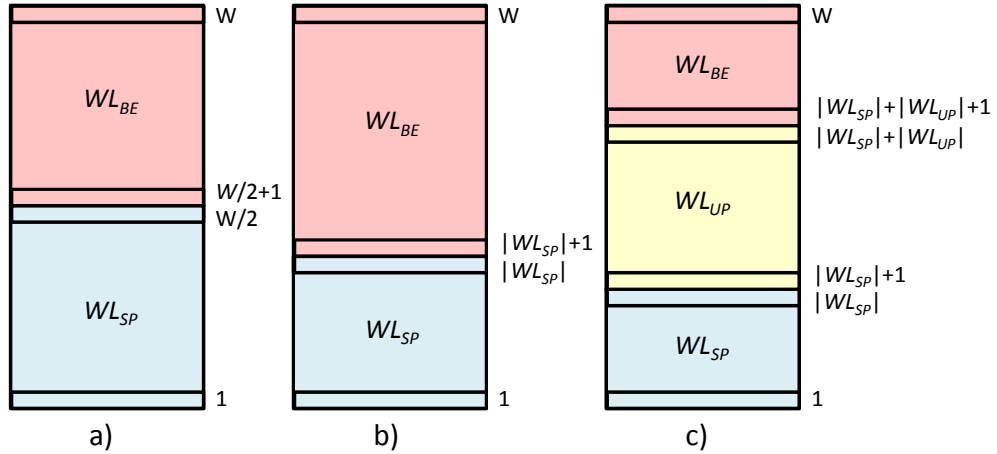 W
WL_BE
W/2+1
W/2
WL_SP
1
a)
W
WL_BE
|WL_SP|+1
|WL_SP|
WL_SP
1
b)
W
WL_BE
|WL_SP|+|WL_UP|+1
|WL_SP|+|WL_UP|
WL_UP
|WL_SP|+1
|WL_SP|
WL_SP
1
c)